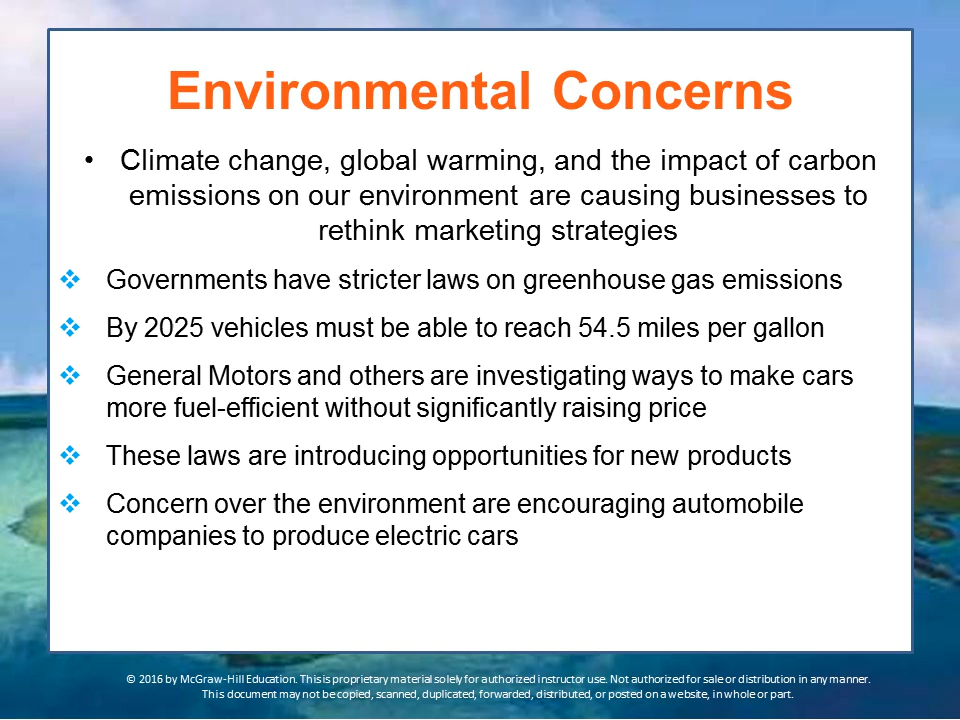 Environmental Concerns
• Climate change, global warming, and the impact of carbon
emissions on our environment are causing businesses to
rethink marketing strategies
❖ Governments have stricter laws on greenhouse gas emissions
❖ By 2025 vehicles must be able to reach 54.5 miles per gallon
❖ General Motors and others are investigating ways to make cars
more fuel-efficient without significantly raising price
❖ These laws are introducing opportunities for new products
❖ Concern over the environment are encouraging automobile
companies to produce electric cars
© 2016 by McGraw-Hill Education. This is proprietary material solely for authorized instructor use. Not authorized for sale or distribution in any manner.
This document may not be copied, scanned, duplicated, forwarded, distributed, or posted on a website, in whole or part.